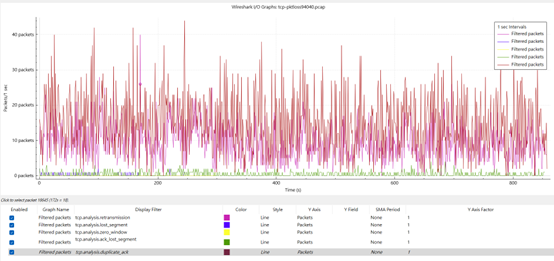 Wireshark I/O Graphs: tcp-pktloss94040.pcap
1 sec Intervals
Filtered packets
Filtered packets
Filtered packets
Filtered packets
Filtered packets
40 packets
30 packets
20 packets
10 packets
0 packets
Packets/1 sec
0
200
400
600
800
Time (s)
Enabled Graph Name Display Filter Color Style Y Axis Y Field SMA Period Y Axis Factor
Filtered packets tcp.analysis.retransmission Line Packets None 1
Filtered packets tcp.analysis.lost_segment Line Packets None 1
Filtered packets tcp.analysis.zero_window Line Packets None 1
Filtered packets tcp.analysis.ack_lost_segment Line Packets None 1
Filtered packets tcp.analysis.duplicate_ack Line Packets None 1